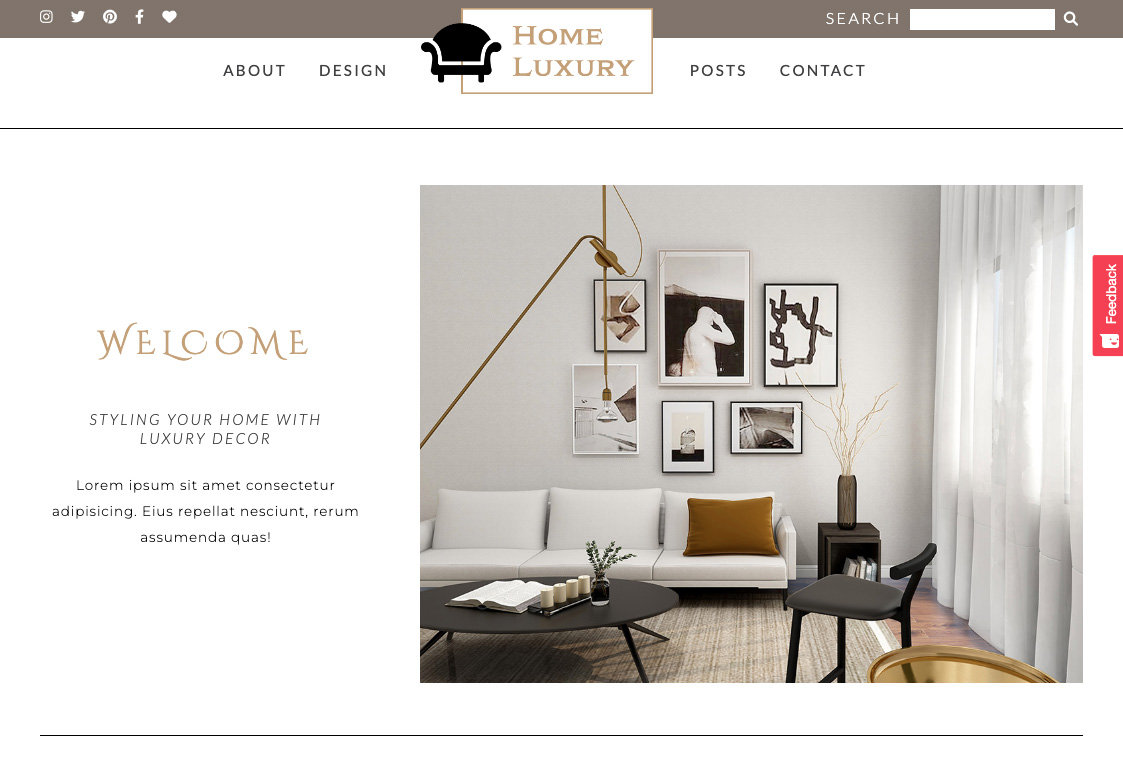 SEARCH
HOME
LUXURY
ABOUT
DESIGN
POSTS
CONTACT
Feedback
WELCOME
STYLING YOUR HOME WITH
LUXURY DECOR
Lorem ipsum sit amet consectetur
adipisicing. Eius repellat nesciunt, rerum
assumenda quas!